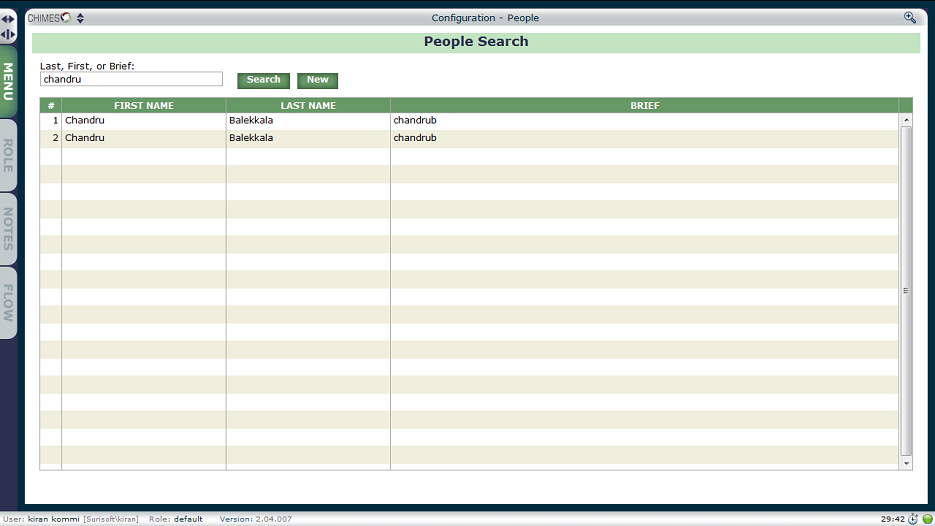 CHIMES Configuration - People
People Search
Last, First, or Brief:
chandru Search New
# FIRST NAME LAST NAME BRIEF
1 Chandru Balekkala chandrub
2 Chandru Balekkala chandrub
MENU
ROLE
NOTES
FLOW
User: kiran kommi [Surisoft\kiran] Role: default Version: 2.04.007 29:42